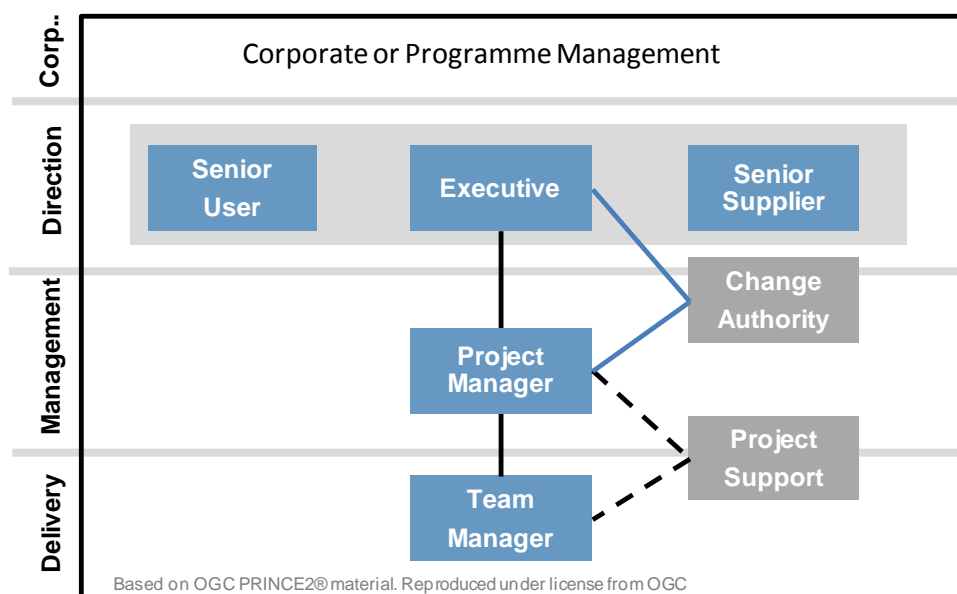 Corp..
Corporate or Programme Management
Direction
Senior
User
Executive
Senior
Supplier
Management
Change
Authority
Project
Manager
Project
Support
Delivery
Team
Manager
Based on OGC PRINCE2® material. Reproduced under license from OGC